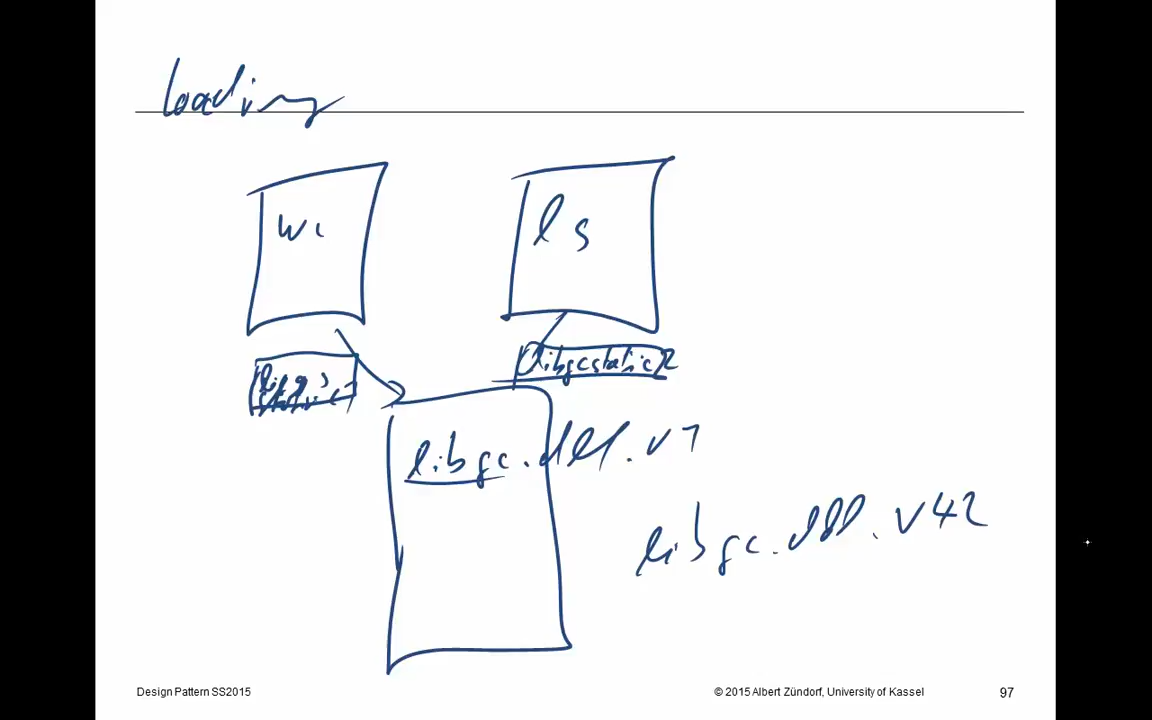 loading
wc
ls
libgcstatic2
libgc.dll.v7
libgc.dll.v42
Design Pattern SS2015
© 2015 Albert Zündorf, University of Kassel
97